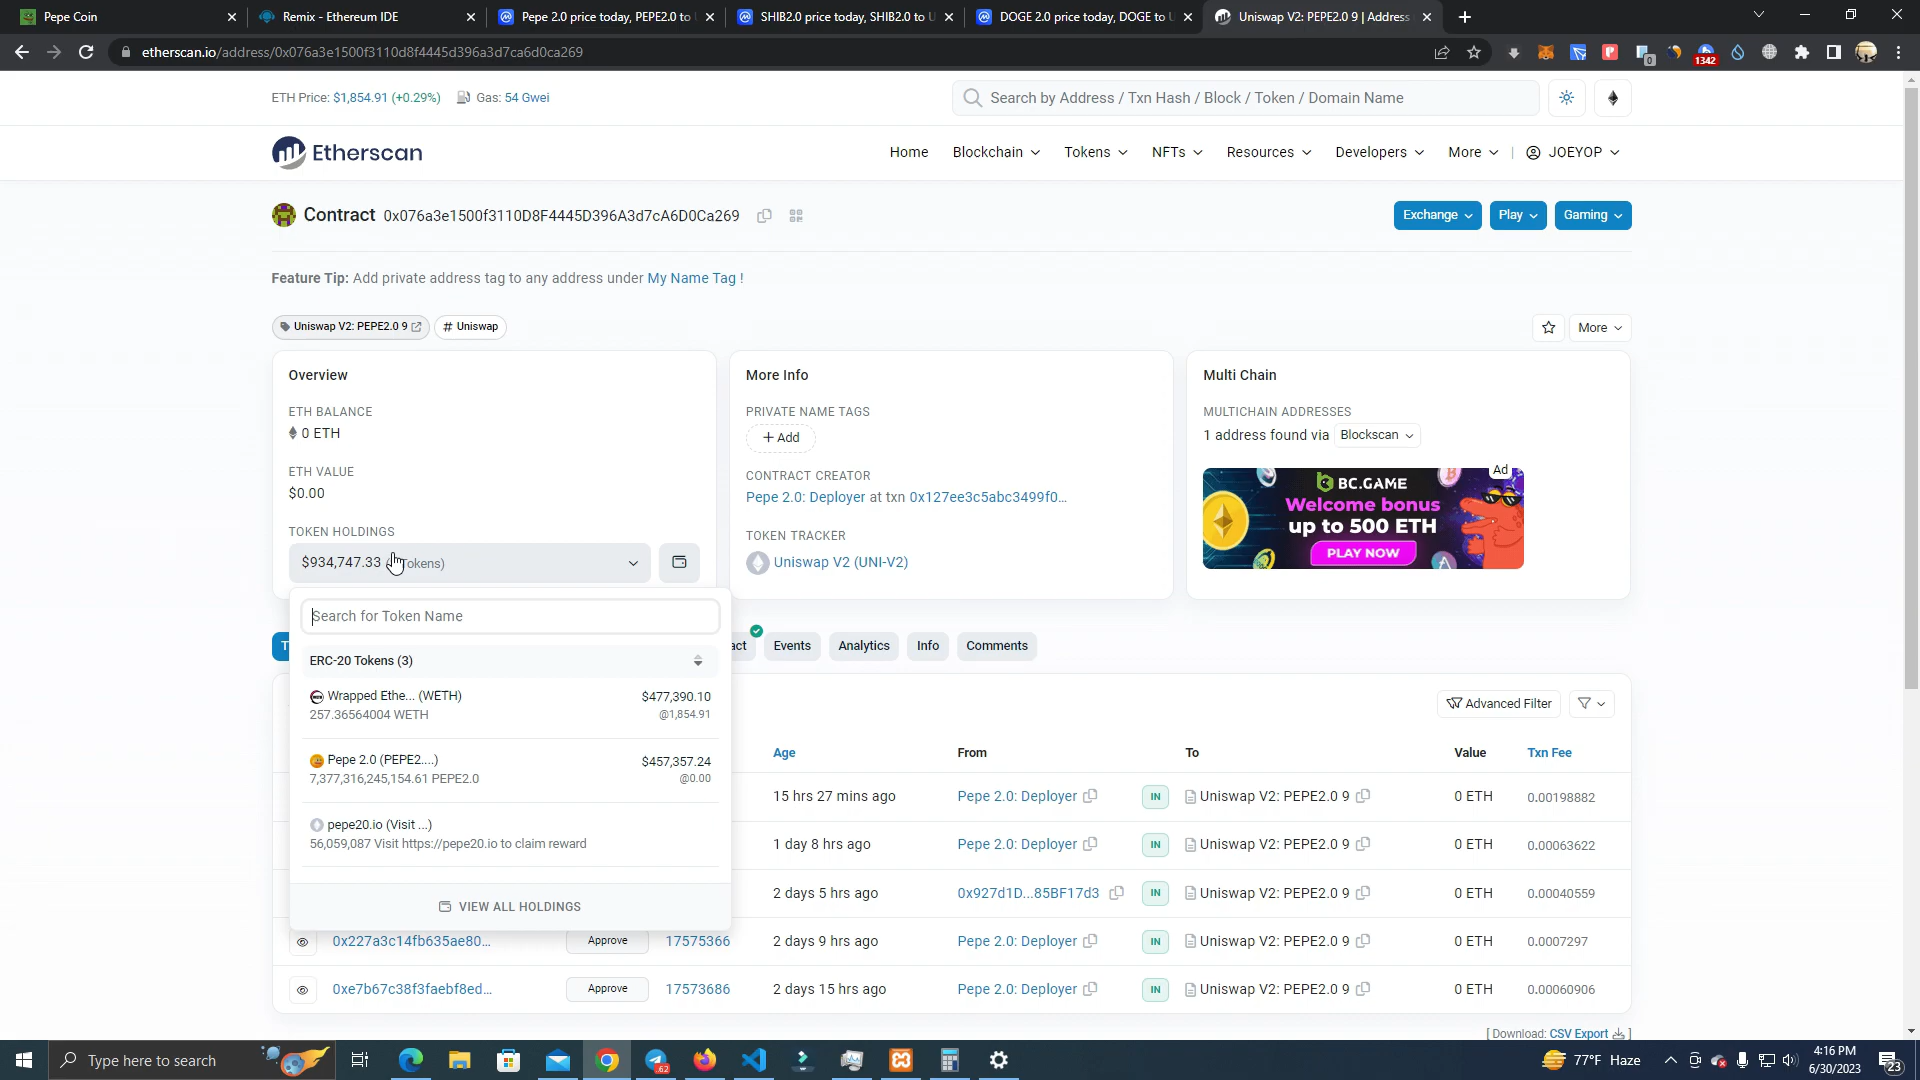 Pepe Coin
Remix - Ethereum IDE
Pepe 2.0 price today, PEPE2.0 to U
SHIB2.0 price today, SHIB2.0 to U
DOGE 2.0 price today, DOGE to U
Uniswap V2: PEPE2.0 9 | Address
etherscan.io/address/0x076a3e1500f3110d8f4445d396a3d7ca6d0ca269
0
1342
ETH Price: $1,854.91 (+0.29%)
Gas: 54 Gwei
Search by Address / Txn Hash / Block / Token / Domain Name
Etherscan
Home
Blockchain
Tokens
NFTs
Resources
Developers
More
JOEYOP
Contract 0x076a3e1500f3110D8F4445D396A3d7cA6D0Ca269
Exchange
Play
Gaming
Feature Tip: Add private address tag to any address under My Name Tag !
Uniswap V2: PEPE2.0 9
# Uniswap
More
Overview
ETH BALANCE
0 ETH
ETH VALUE
$0.00
TOKEN HOLDINGS
$934,747.33
Tokens)
More Info
PRIVATE NAME TAGS
+ Add
CONTRACT CREATOR
Pepe 2.0: Deployer at txn 0x127ee3c5abc3499f0...
TOKEN TRACKER
Uniswap V2 (UNI-V2)
Multi Chain
MULTICHAIN ADDRESSES
1 address found via Blockscan
Ad
BC.GAME
Welcome bonus
up to 500 ETH
PLAY NOW
Search for Token Name
ERC-20 Tokens (3)
Wrapped Ethe... (WETH) $477,390.10
257.36564004 WETH @1,854.91
Pepe 2.0 (PEPE2....) $457,357.24
7,377,316,245,154.61 PEPE2.0 @0.00
pepe20.io (Visit ...)
56,059,087 Visit https://pepe20.io to claim reward
VIEW ALL HOLDINGS
T
act
Events
Analytics
Info
Comments
Advanced Filter
Age From To Value Txn Fee
15 hrs 27 mins ago Pepe 2.0: Deployer IN Uniswap V2: PEPE2.0 9 0 ETH 0.00198882
1 day 8 hrs ago Pepe 2.0: Deployer IN Uniswap V2: PEPE2.0 9 0 ETH 0.00063622
2 days 5 hrs ago 0x927d1D...85BF17d3 IN Uniswap V2: PEPE2.0 9 0 ETH 0.00040559
0x227a3c14fb635ae80... Approve 17575366 2 days 9 hrs ago Pepe 2.0: Deployer IN Uniswap V2: PEPE2.0 9 0 ETH 0.0007297
0xe7b67c38f3faebf8ed... Approve 17573686 2 days 15 hrs ago Pepe 2.0: Deployer IN Uniswap V2: PEPE2.0 9 0 ETH 0.00060906
[ Download: CSV Export ]
Type here to search
62
77°F Haze
4:16 PM
6/30/2023
23